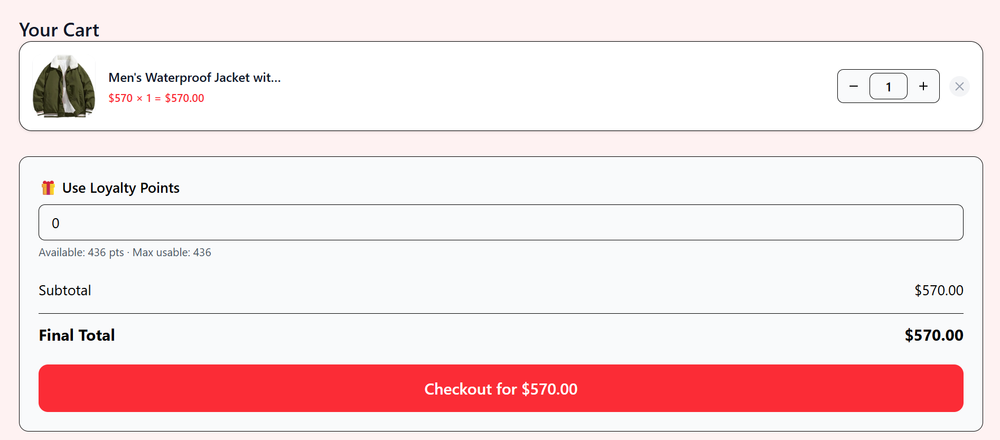 Your Cart
Men's Waterproof Jacket wit...
$570 × 1 = $570.00
− 1 +
🎁 Use Loyalty Points
0
Available: 436 pts · Max usable: 436
Subtotal $570.00
Final Total $570.00
Checkout for $570.00